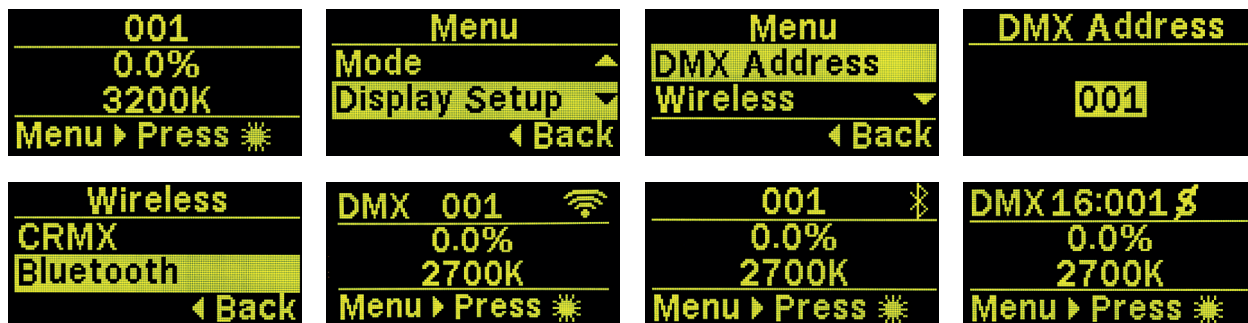 001
0.0%
3200K
Menu Press
Menu
Mode
Display Setup
Back
Menu
DMX Address
Wireless
Back
DMX Address
001
Wireless
CRMX
Bluetooth
Back
DMX 001
0.0%
2700K
Menu Press
001
0.0%
2700K
Menu Press
DMX16:001
0.0%
2700K
Menu Press